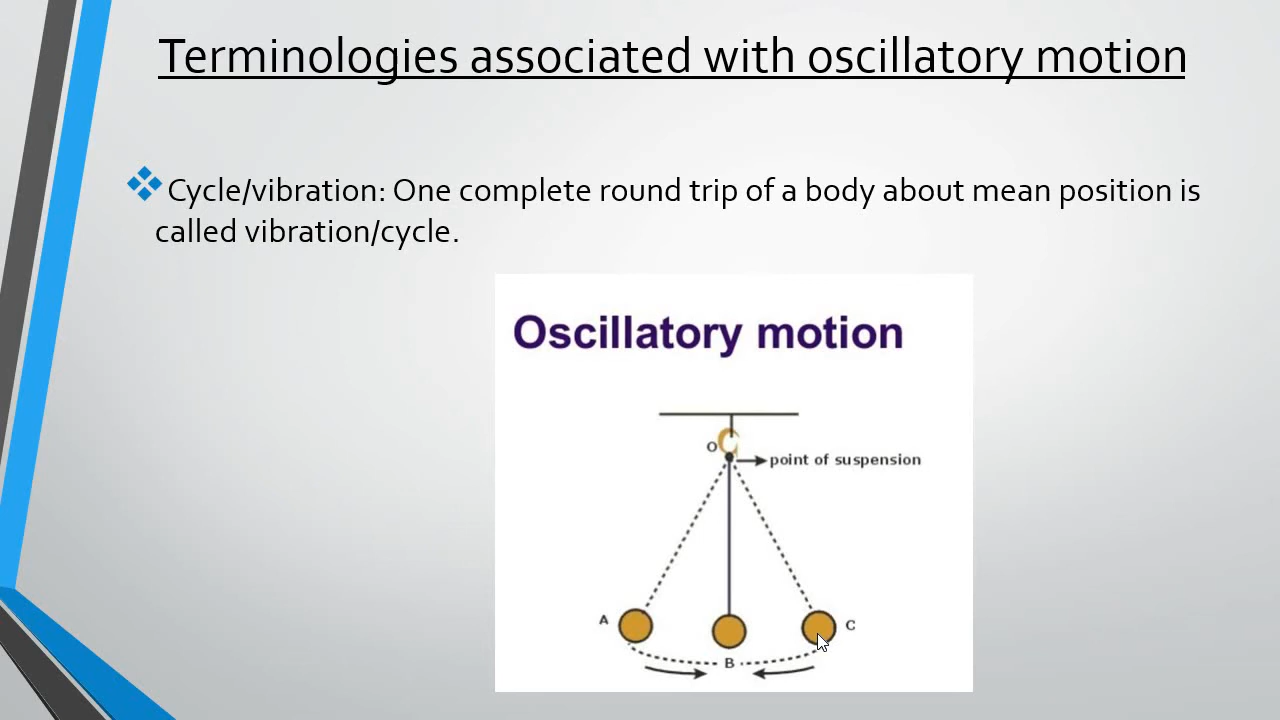 Terminologies associated with oscillatory motion
Cycle/vibration: One complete round trip of a body about mean position is
called vibration/cycle.
Oscillatory motion
O
point of suspension
A
C
B